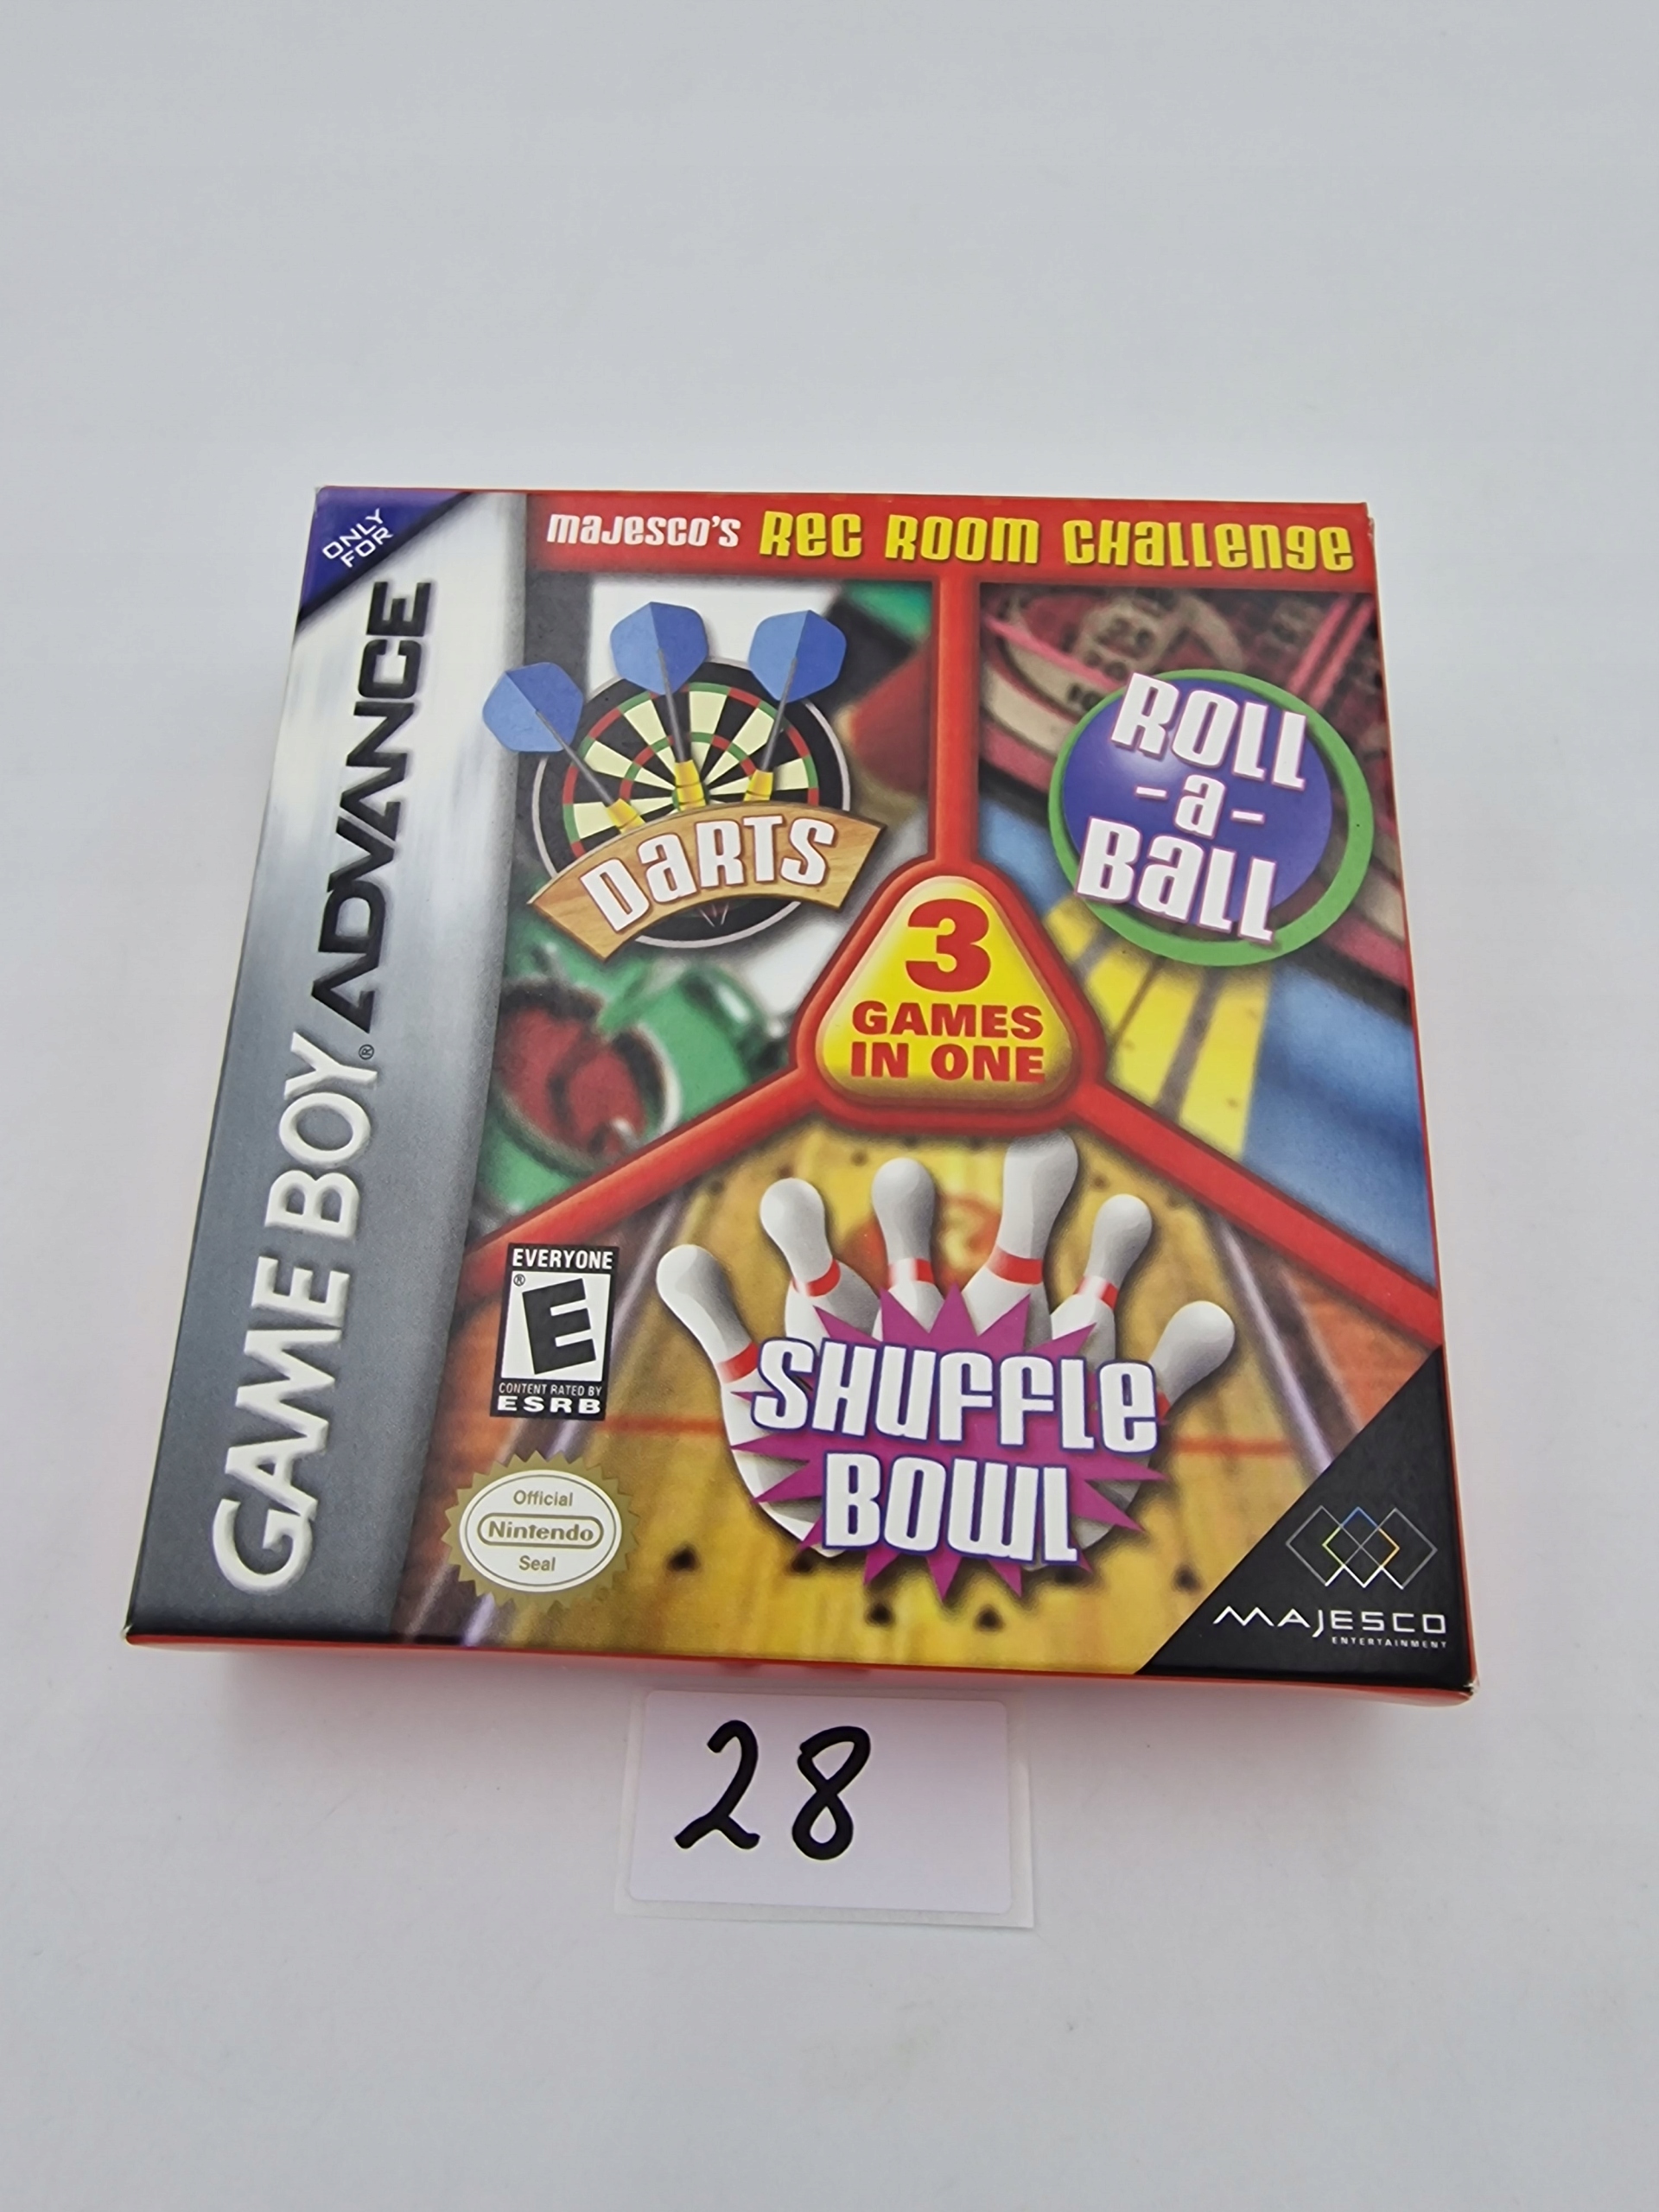 ONLY
FOR
MAJESCO'S REC ROOM CHALLENGE
GAME BOY® ADVANCE
DARTS
ROLL
-a-
BALL
3
GAMES
IN ONE
EVERYONE
E®
CONTENT RATED BY
ESRB
SHUFFLE
BOWL
Official
Nintendo
Seal
MAJESCO
ENTERTAINMENT
28